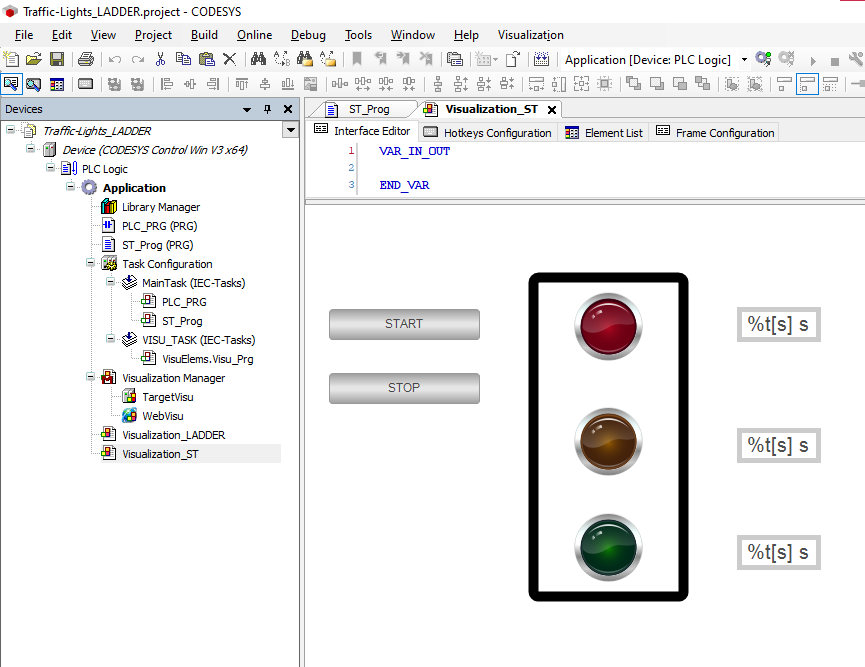 Traffic-Lights_LADDER.project - CODESYS
File Edit View Project Build Online Debug Tools Window Help Visualization
Application [Device: PLC Logic]
Devices
Traffic-Lights_LADDER
Device (CODESYS Control Win V3 x64)
PLC Logic
Application
Library Manager
PLC_PRG (PRG)
ST_Prog (PRG)
Task Configuration
MainTask (IEC-Tasks)
PLC_PRG
ST_Prog
VISU_TASK (IEC-Tasks)
VisuElems.Visu_Prg
Visualization Manager
TargetVisu
WebVisu
Visualization_LADDER
Visualization_ST
ST_Prog Visualization_ST
Interface Editor Hotkeys Configuration Element List Frame Configuration
1 VAR_IN_OUT
2
3 END_VAR
START
STOP
%t[s] s
%t[s] s
%t[s] s